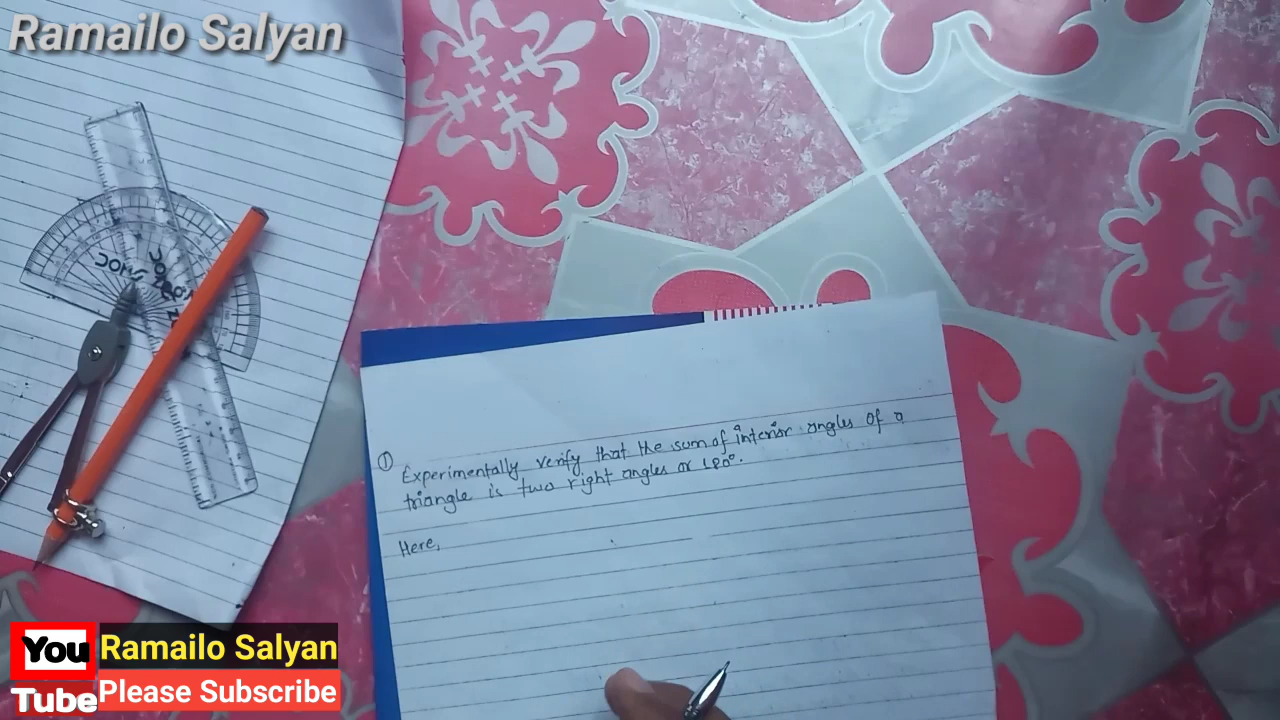 Ramailo Salyan
① Experimentally verify that the sum of interior angles of a
triangle is two right angles or 180°.
Here,
You
Tube
Ramailo Salyan
Please Subscribe